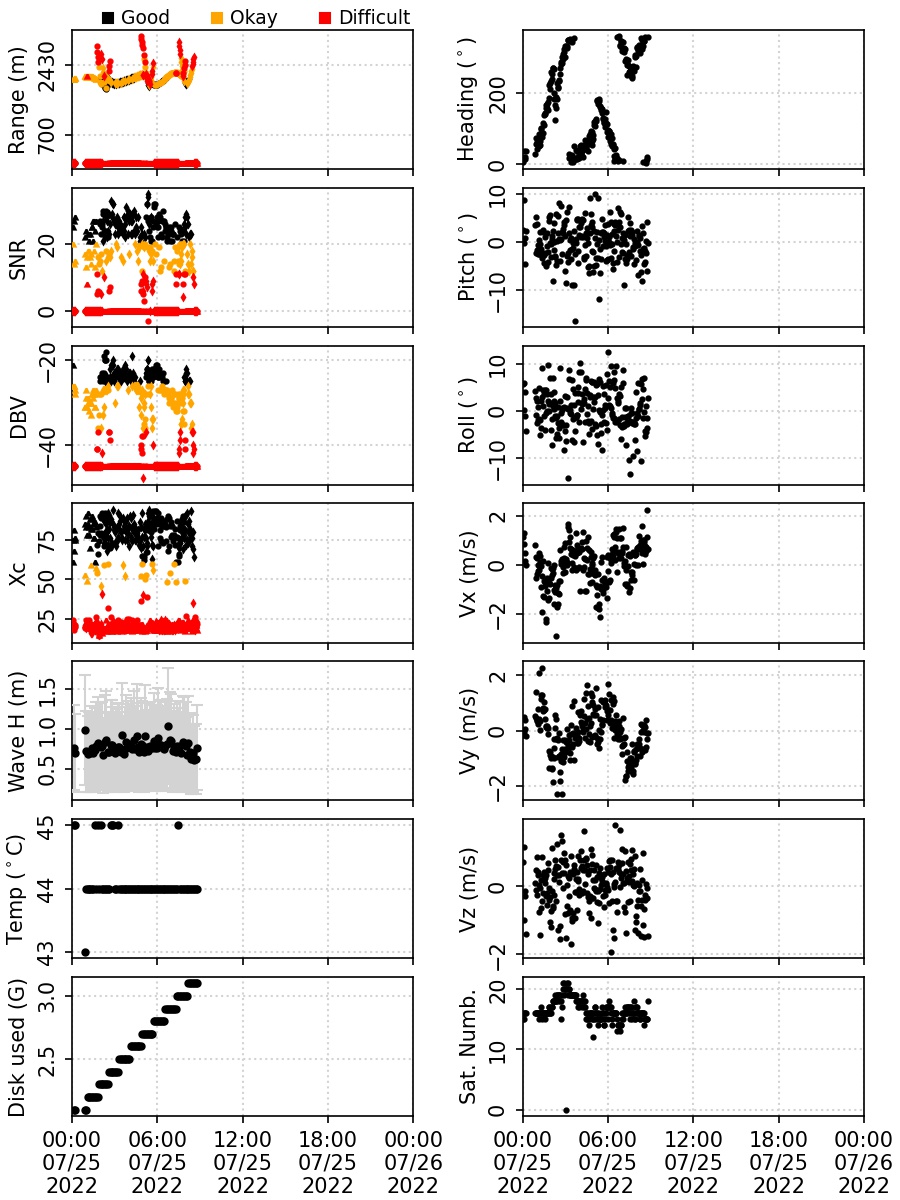 Good Okay Difficult
Range (m)
2430
700
Heading (°)
200
0
SNR
20
0
Pitch (°)
10
0
−10
DBV
−20
−40
Roll (°)
10
0
−10
Xc
75
50
25
Vx (m/s)
2
0
−2
Wave H (m)
1.5
1.0
0.5
Vy (m/s)
2
0
−2
Temp (°C)
45
44
43
Vz (m/s)
0
−2
Disk used (G)
3.0
2.5
Sat. Numb.
20
10
0
00:00 06:00 12:00 18:00 00:00
07/25 07/25 07/25 07/25 07/26
2022 2022 2022 2022 2022
00:00 06:00 12:00 18:00 00:00
07/25 07/25 07/25 07/25 07/26
2022 2022 2022 2022 2022